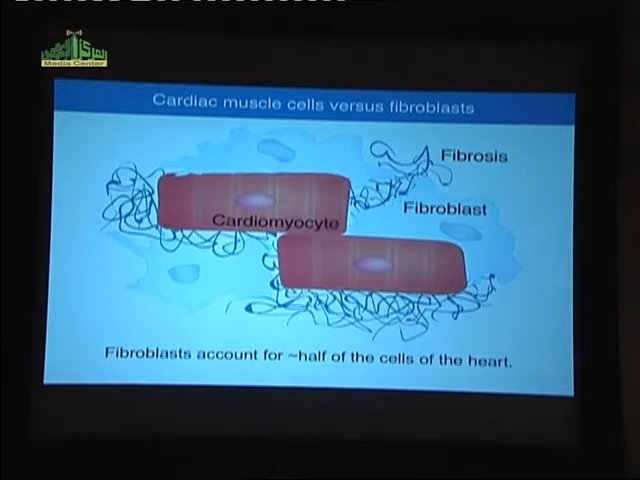 المركز
Media Center
Cardiac muscle cells versus fibroblasts
Fibrosis
Fibroblast
Cardiomyocyte
Fibroblasts account for ~half of the cells of the heart.